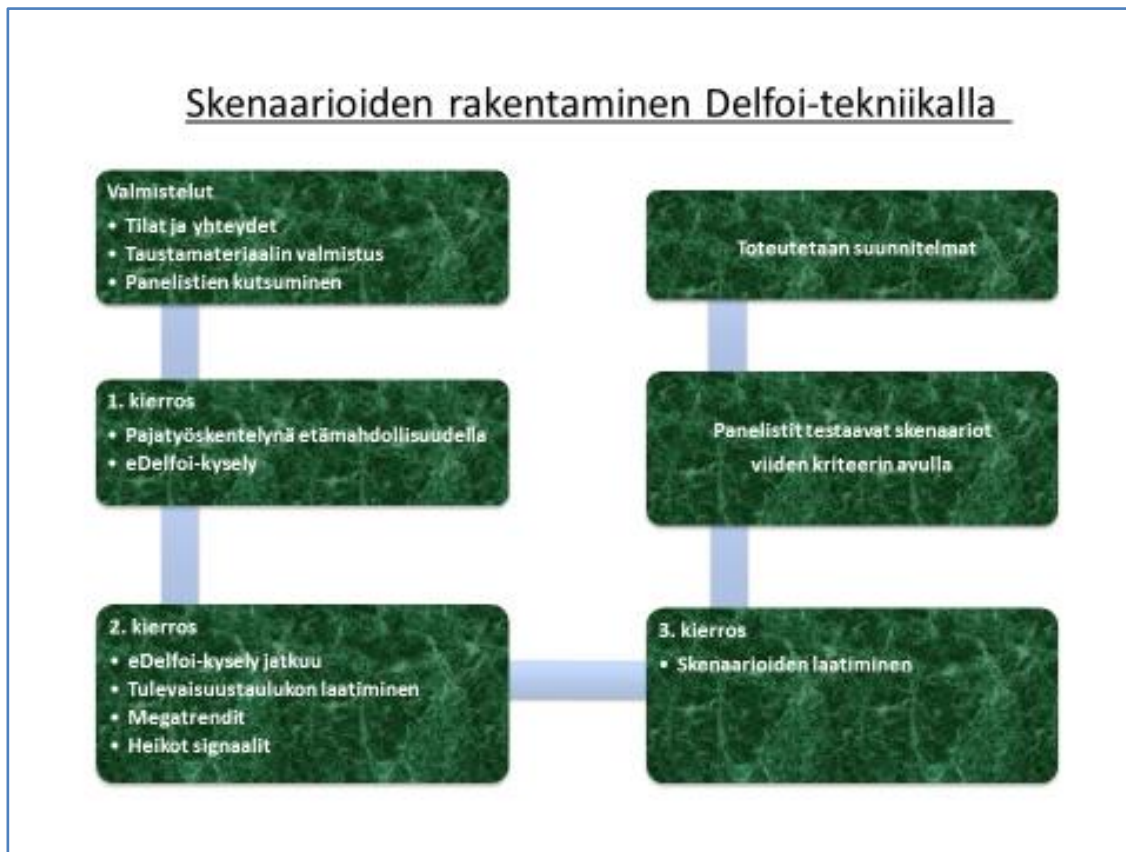 Skenaarioiden rakentaminen Delfoi-tekniikalla
Valmistelut
• Tilat ja yhteydet
• Taustamateriaalin valmistus
• Panelistien kutsuminen
1. kierros
• Pajatyöskentelynä etämahdollisuudella
• eDelfoi-kysely
2. kierros
• eDelfoi-kysely jatkuu
• Tulevaisuustaulukon laatiminen
• Megatrendit
• Heikot signaalit
3. kierros
• Skenaarioiden laatiminen
Panelistit testaavat skenaariot
viiden kriteerin avulla
Toteutetaan suunnitelmat